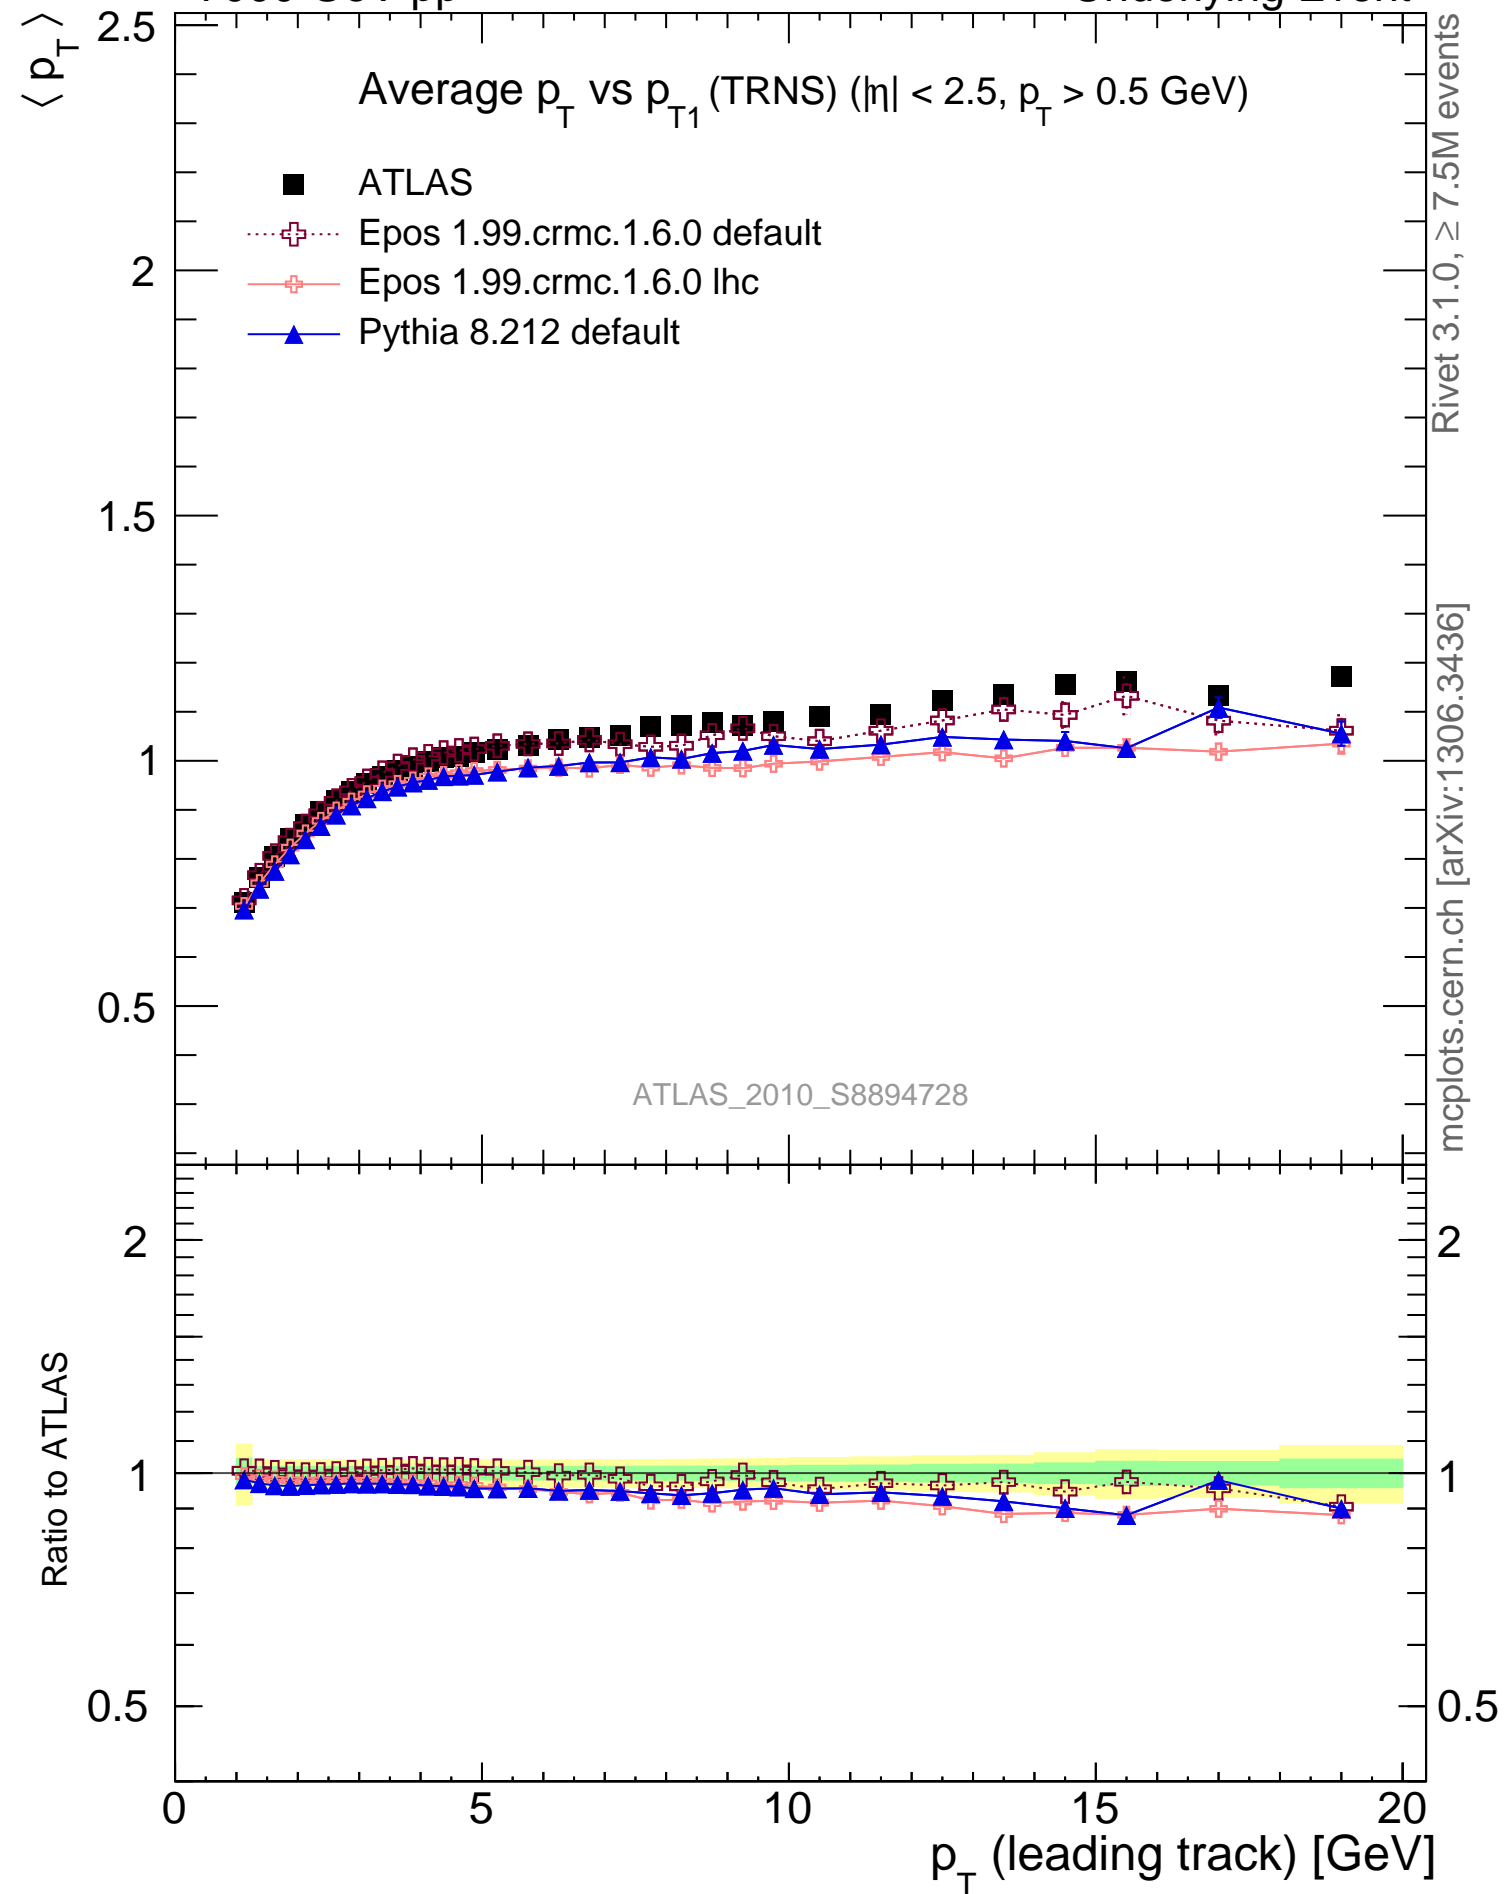 ⟨ p_T ⟩
Average p_T vs p_T1 (TRNS) (|η| < 2.5, p_T > 0.5 GeV)
ATLAS
Epos 1.99.crmc.1.6.0 default
Epos 1.99.crmc.1.6.0 lhc
Pythia 8.212 default
2.5
2
1.5
1
0.5
ATLAS_2010_S8894728
Rivet 3.1.0, ≥ 7.5M events
mcplots.cern.ch [arXiv:1306.3436]
Ratio to ATLAS
2
1
0.5
2
1
0.5
0 5 10 15 20
p_T (leading track) [GeV]